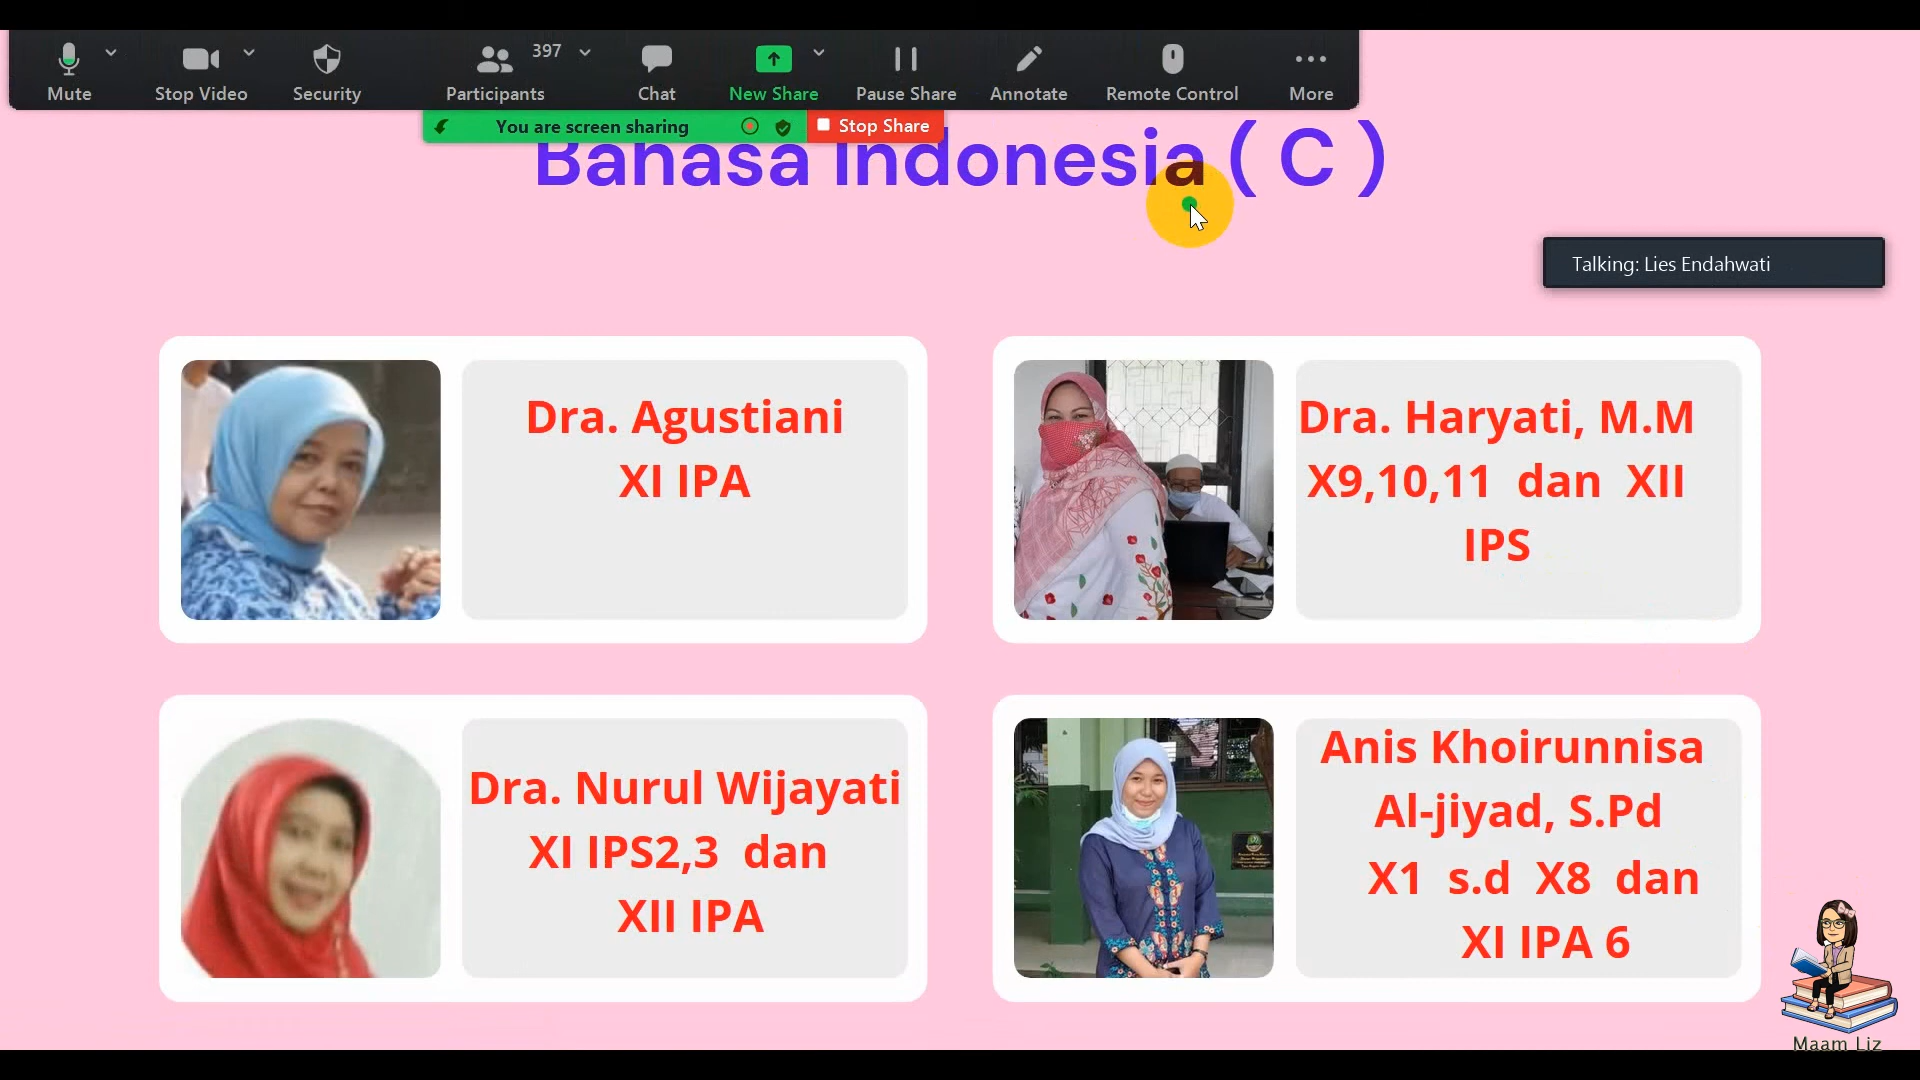 397
Mute
Stop Video
Security
Participants
Chat
New Share
Pause Share
Annotate
Remote Control
More
You are screen sharing
Stop Share
Bahasa Indonesia ( C )
Talking: Lies Endahwati
Dra. Agustiani
XI IPA
Dra. Haryati, M.M
X9,10,11 dan XII
IPS
Dra. Nurul Wijayati
XI IPS2,3 dan
XII IPA
Anis Khoirunnisa
Al-jiyad, S.Pd
X1 s.d X8 dan
XI IPA 6
Maam Liz